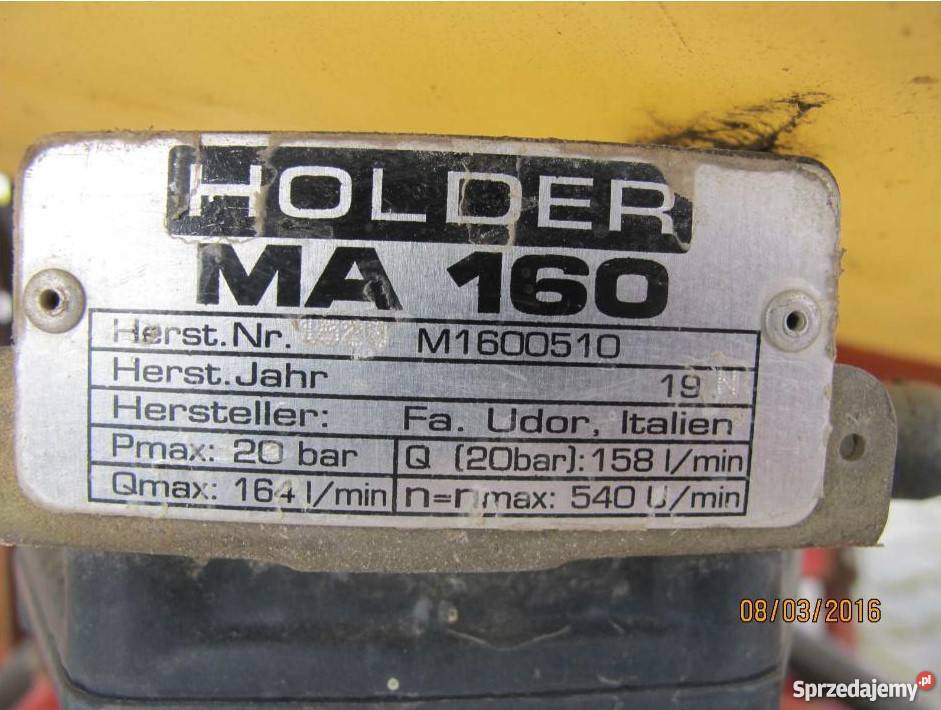 HOLDER
MA 160
Herst.Nr. M1600510
Herst.Jahr 19
Hersteller: Fa. Udor, Italien
Pmax: 20 bar Q (20bar): 158 l/min
Qmax: 164 l/min n=nmax: 540 U/min
08/03/2016
Sprzedajemy.pl